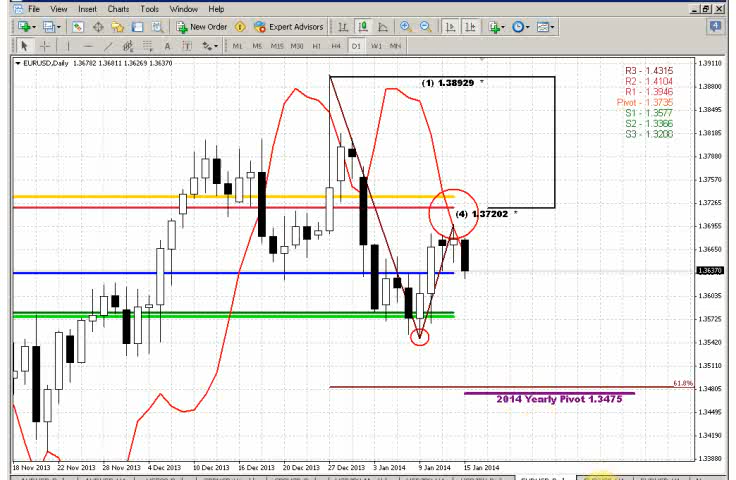 File View Insert Charts Tools Window Help
New Order Expert Advisors 4
M1 M5 M15 M30 H1 H4 D1 W1 MN
EURUSD,Daily 1.36782 1.36811 1.36269 1.36370
(1) 1.38929 *
R3 - 1.4315
R2 - 1.4104
R1 - 1.3946
Pivot - 1.3735
S1 - 1.3577
S2 - 1.3366
S3 - 1.3208
(4) 1.37202 *
61.8%
2014 Yearly Pivot 1.3475
1.39110
1.38800
1.38495
1.38185
1.37880
1.37570
1.37265
1.36955
1.36650
1.36370
1.36035
1.35725
1.35420
1.35110
1.34805
1.34495
1.34190
1.33880
18 Nov 2013 22 Nov 2013 28 Nov 2013 4 Dec 2013 10 Dec 2013 16 Dec 2013 20 Dec 2013 27 Dec 2013 3 Jan 2014 9 Jan 2014 15 Jan 2014